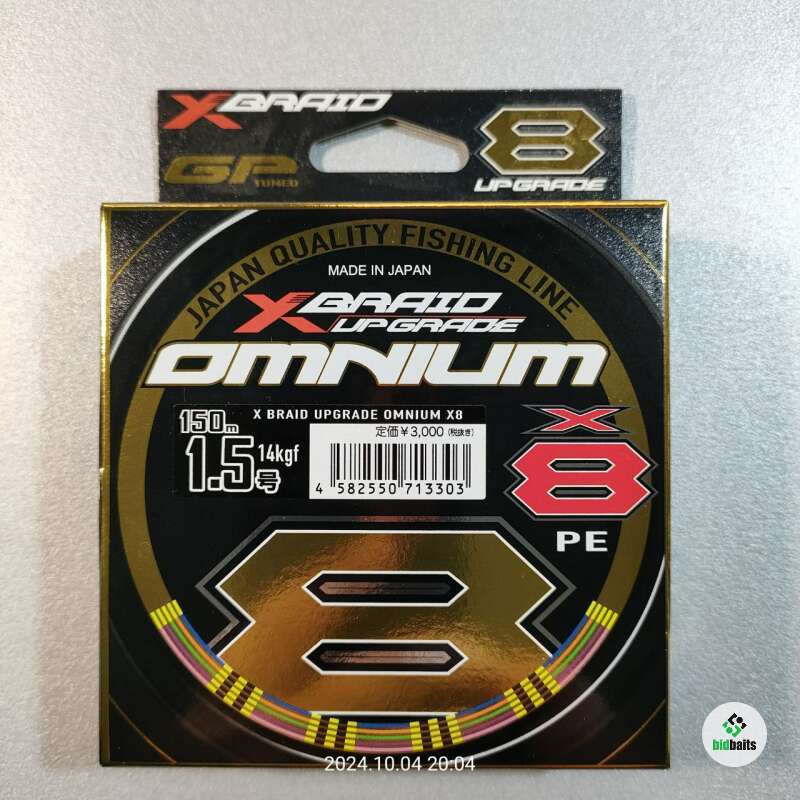 XBRAID
GP
TUNED
8
UPGRADE
JAPAN QUALITY FISHING LINE
MADE IN JAPAN
XBRAID
UPGRADE
OMNIUM
X BRAID UPGRADE OMNIUM X8
150m
1.5号
14kgf
定価¥3,000 (税抜き)
4 582550 713303
X
8
PE
8
bidbaits
2024.10.04 20:04